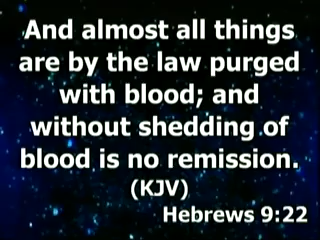 And almost all things
are by the law purged
with blood; and
without shedding of
blood is no remission.
(KJV)
Hebrews 9:22